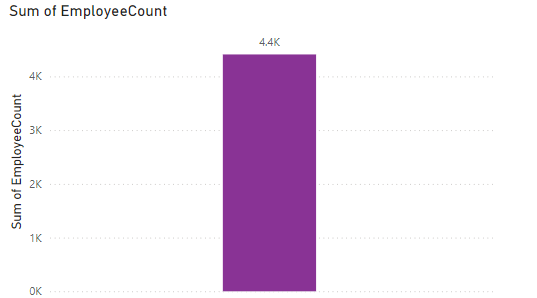 Sum of EmployeeCount
4.4K
4K
3K
2K
1K
0K
Sum of EmployeeCount